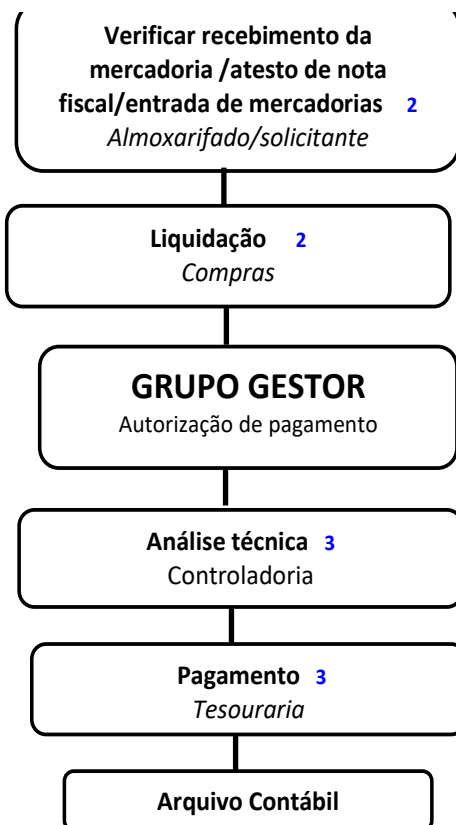 Verificar recebimento da
mercadoria /atesto de nota
fiscal/entrada de mercadorias 2
Almoxarifado/solicitante
Liquidação 2
Compras
GRUPO GESTOR
Autorização de pagamento
Análise técnica 3
Controladoria
Pagamento 3
Tesouraria
Arquivo Contábil